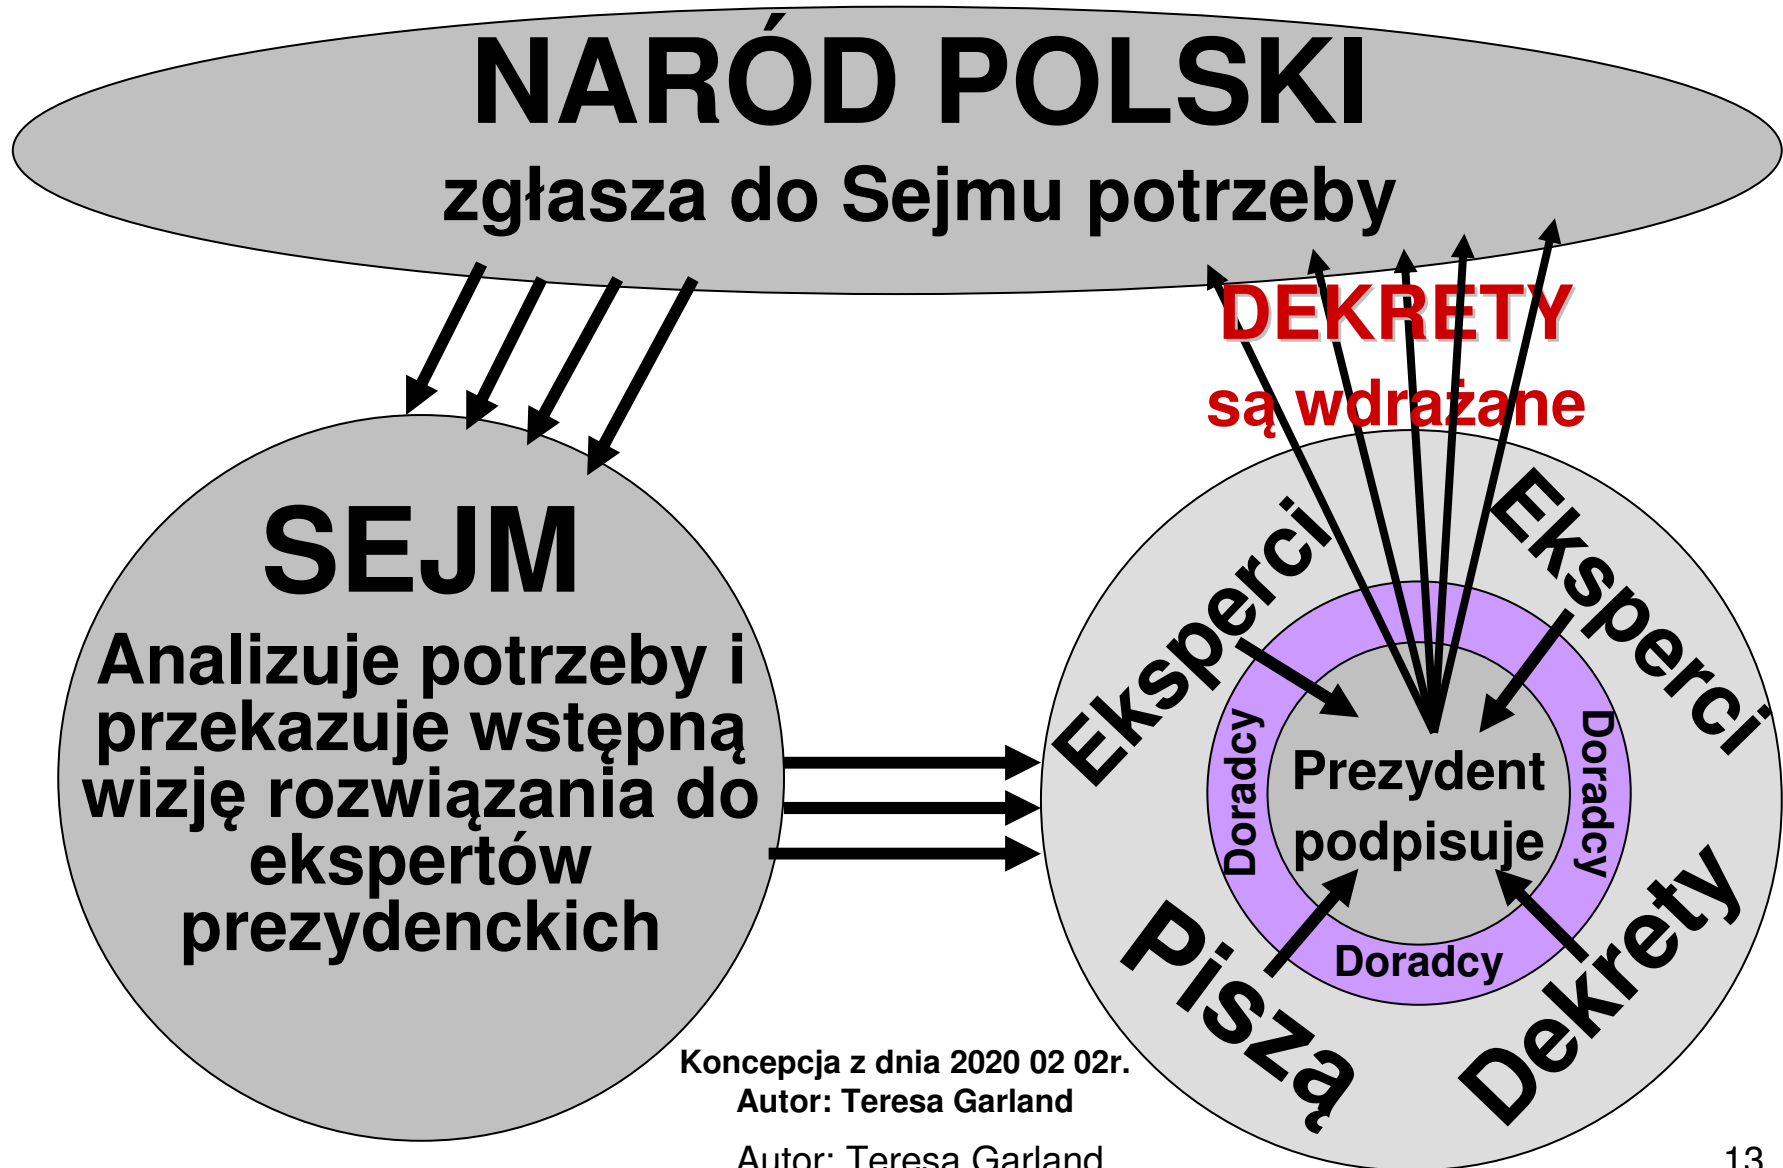 NARÓD POLSKI
zgłasza do Sejmu potrzeby
DEKRETY
są wdrażane
SEJM
Analizuje potrzeby i
przekazuje wstępną
wizję rozwiązania do
ekspertów
prezydenckich
Eksperci
Eksperci
Doradcy
Doradcy
Prezydent
podpisuje
Doradcy
Piszą
Dekrety
Koncepcja z dnia 2020 02 02r.
Autor: Teresa Garland
Autor: Teresa Garland
13